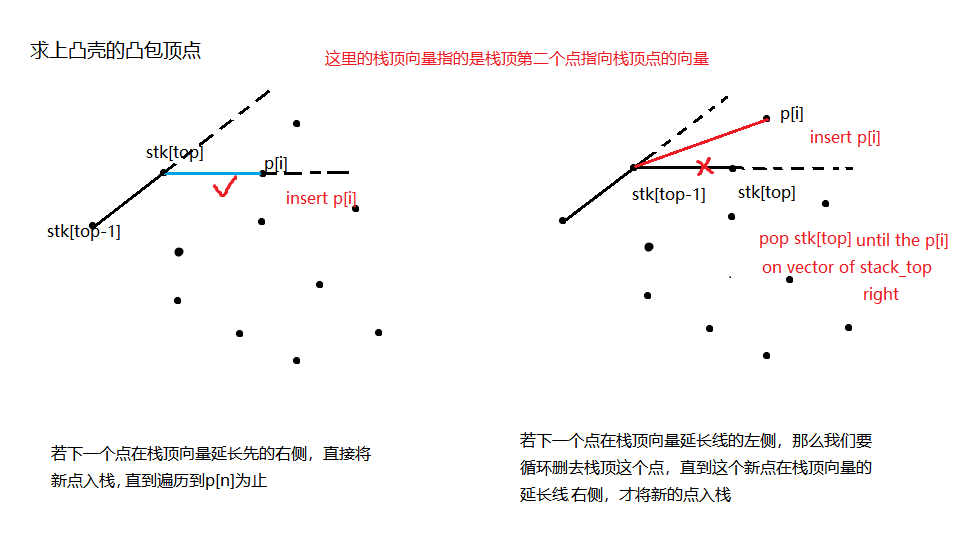 求上凸壳的凸包顶点
这里的栈顶向量指的是栈顶第二个点指向栈顶点的向量
stk[top]
p[i]
insert p[i]
stk[top-1]
p[i]
insert p[i]
stk[top-1]
stk[top]
pop stk[top] until the p[i]
on vector of stack_top
right
若下一个点在栈顶向量延长先的右侧，直接将
新点入栈, 直到遍历到p[n]为止
若下一个点在栈顶向量延长线的左侧，那么我们要
循环删去栈顶这个点，直到这个新点在栈顶向量的
延长线 右侧，才将新的点入栈